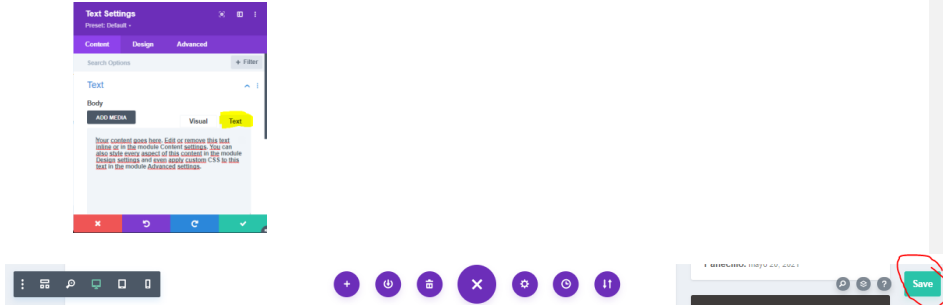 Text Settings
Preset: Default
Content Design Advanced
Search Options + Filter
Text
Body
ADD MEDIA Visual Text
Your content goes here. Edit or remove this text
inline or in the module Content settings. You can
also style every aspect of this content in the module
Design settings and even apply custom CSS to this
text in the module Advanced settings.
Panecillo. mayo 20, 2021
Save